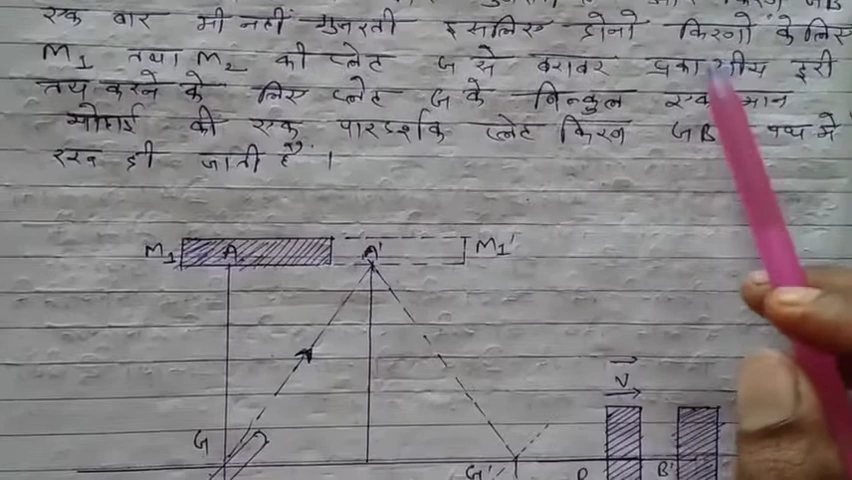 एक बार भी नहीं गुजरती इसलिए दोनो किरणों के लिए
M1 तथा M2 की प्लेट G से बराबर प्रकाशीय दूरी
तय करने के लिए प्लेट G के बिल्कुल एक
मोटाई की एक पारदर्शक प्लेट किरण GB पथ मे
रख दी जाती है।
M1 A A' M1'
V
G
G' B'